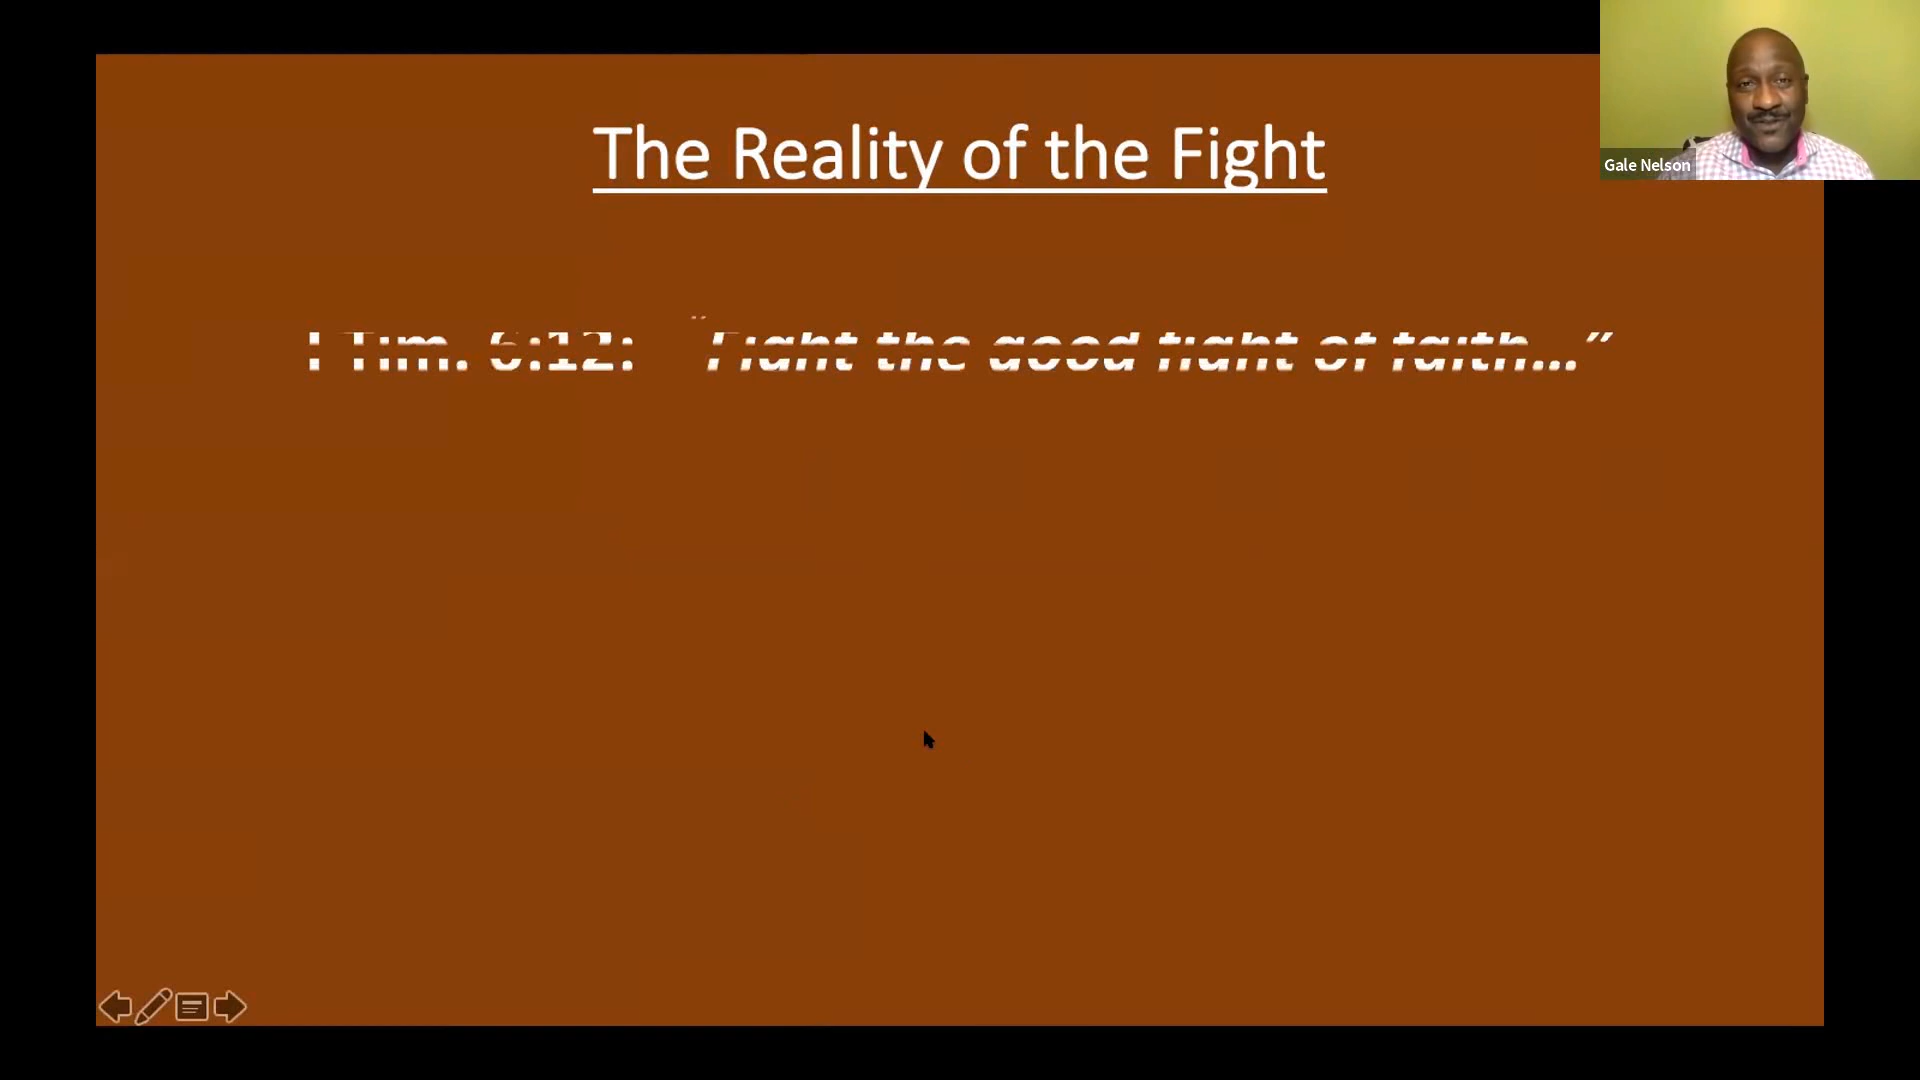 The Reality of the Fight
Gale Nelson
I Tim. 6:12: "Fight the good fight of faith..."